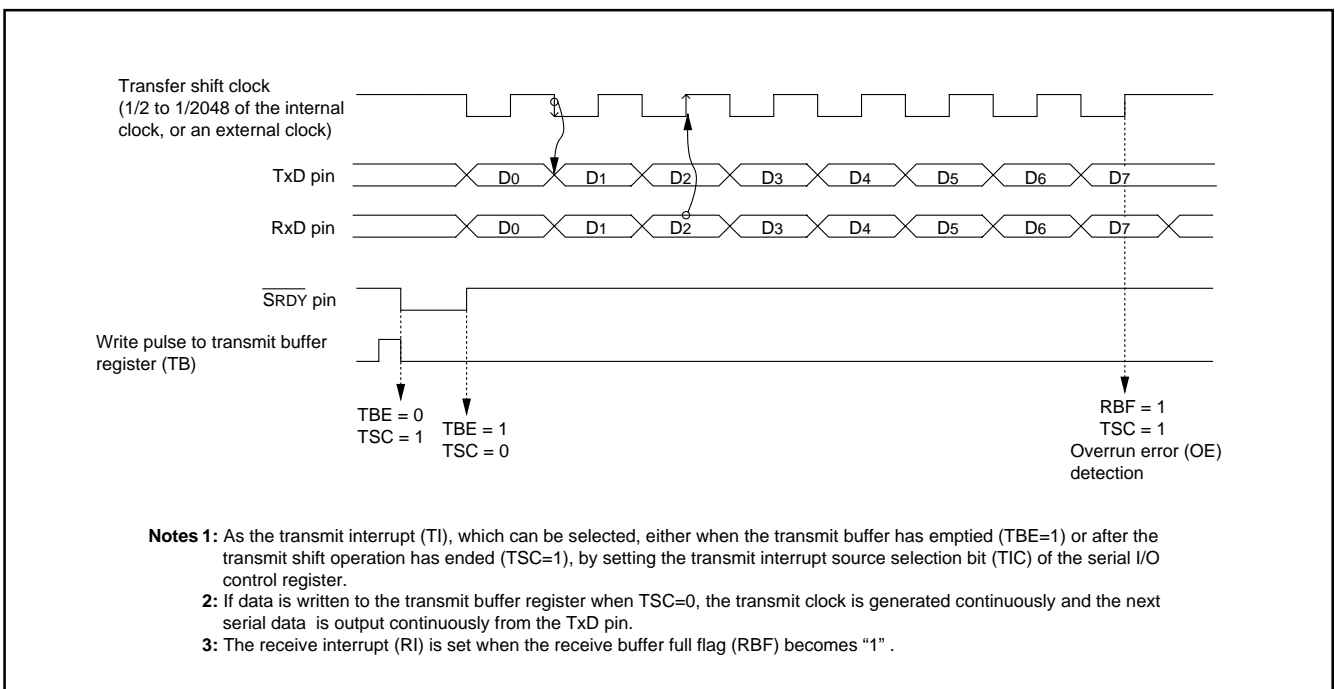 Transfer shift clock
(1/2 to 1/2048 of the internal
clock, or an external clock)
TxD pin
D0 D1 D2 D3 D4 D5 D6 D7
RxD pin
D0 D1 D2 D3 D4 D5 D6 D7
SRDY pin
Write pulse to transmit buffer
register (TB)
TBE = 0
TSC = 1
TBE = 1
TSC = 0
RBF = 1
TSC = 1
Overrun error (OE)
detection
Notes 1: As the transmit interrupt (TI), which can be selected, either when the transmit buffer has emptied (TBE=1) or after the
transmit shift operation has ended (TSC=1), by setting the transmit interrupt source selection bit (TIC) of the serial I/O
control register.
2: If data is written to the transmit buffer register when TSC=0, the transmit clock is generated continuously and the next
serial data is output continuously from the TxD pin.
3: The receive interrupt (RI) is set when the receive buffer full flag (RBF) becomes “1” .